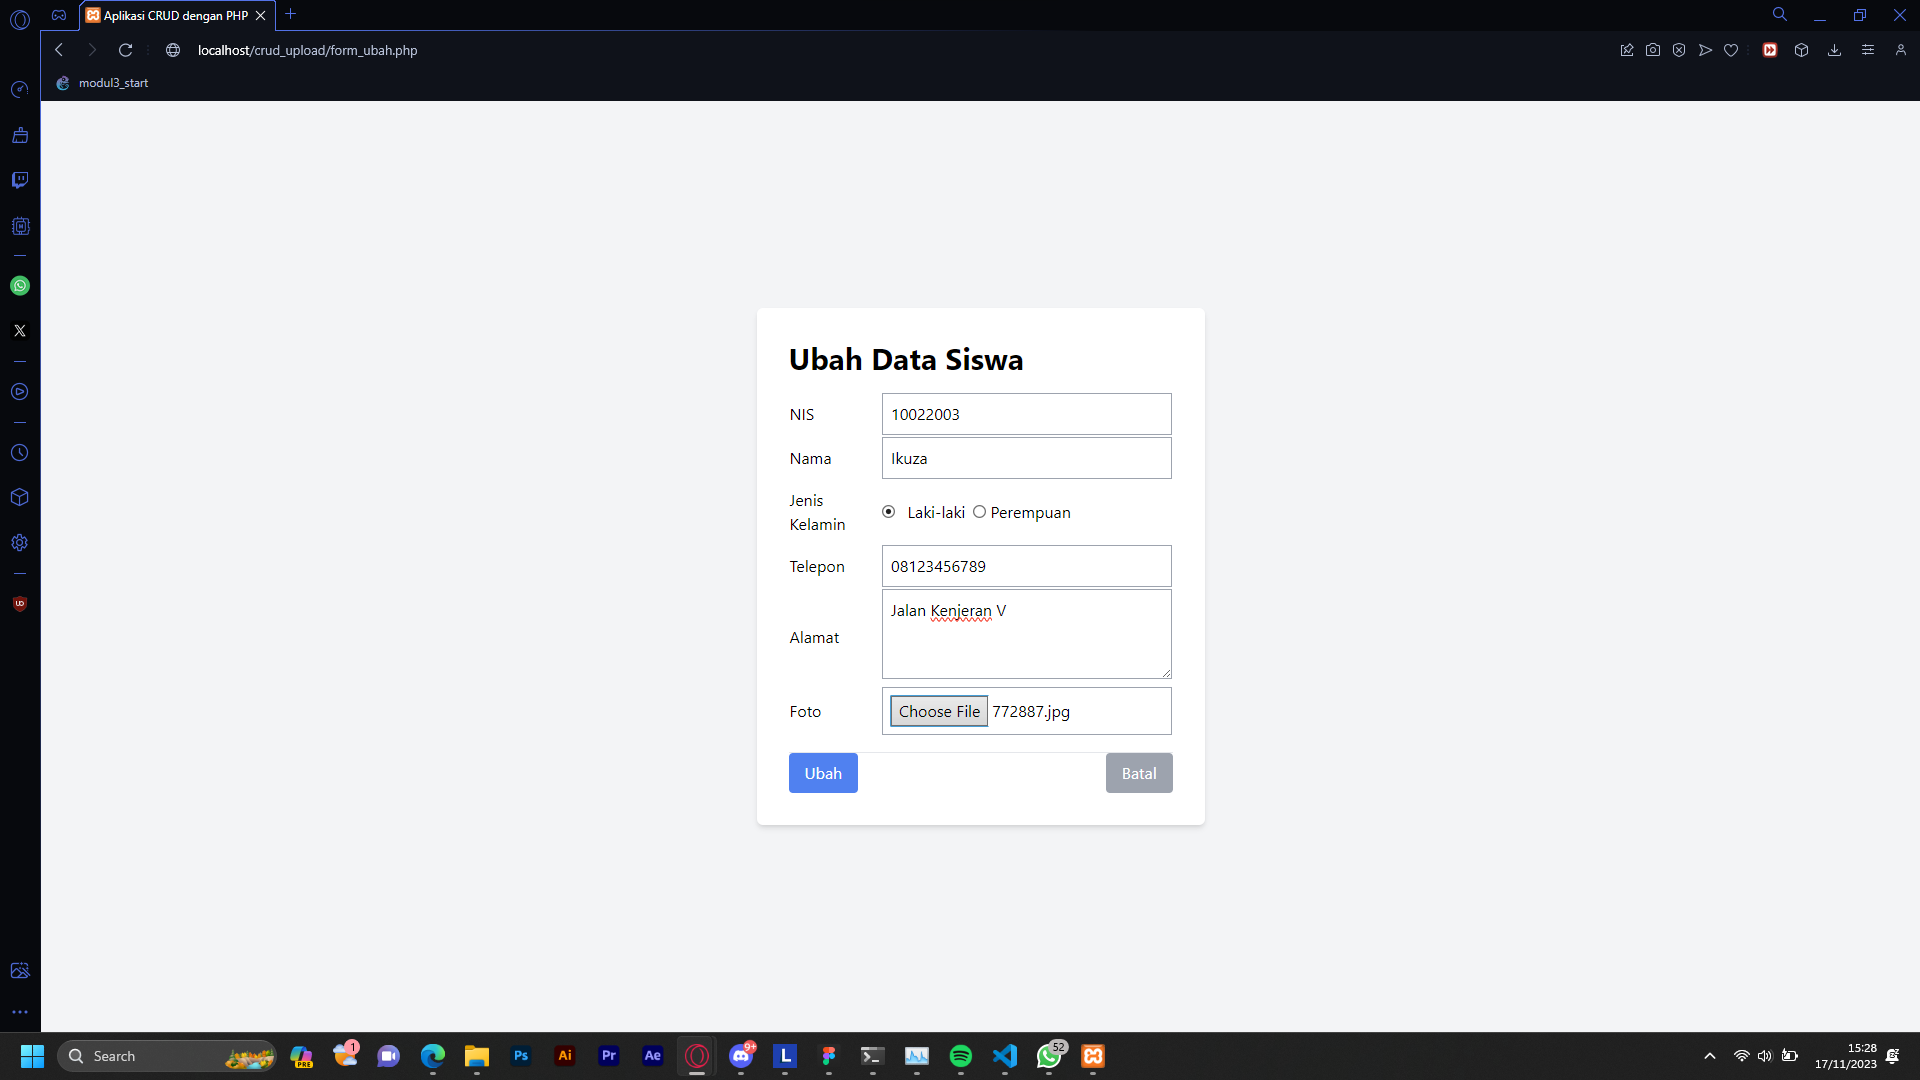 Aplikasi CRUD dengan PHP
localhost/crud_upload/form_ubah.php
modul3_start
Ubah Data Siswa
NIS 10022003
Nama Ikuza
Jenis Kelamin Laki-laki Perempuan
Telepon 08123456789
Alamat Jalan Kenjeran V
Foto Choose File 772887.jpg
Ubah Batal
Search
PRE
1
Ps
Ai
Pr
Ae
9+
L
52
15:28
17/11/2023